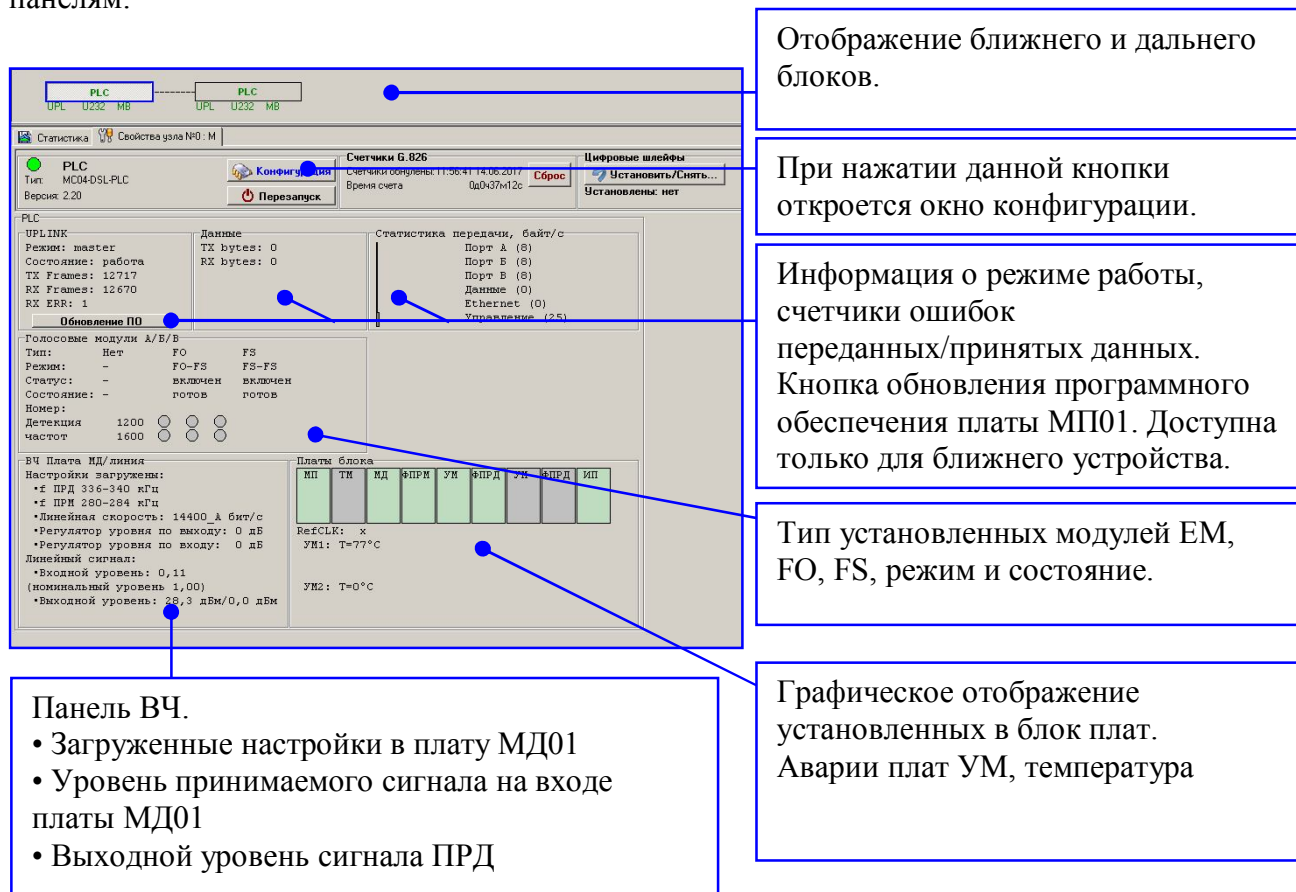 панелям:
Отображение ближнего и дальнего
блоков.
PLC
PLC
UPL U232 MB
UPL U232 MB
Статистика
Свойства узла №0 : M
PLC
Тип: MC04-DSL-PLC
Версия: 2.20
Конфигурация
Перезапуск
Счетчики G.826
Счетчики обнулены: 11:56:41 14.06.2017
Время счета 0д0ч37м12с
Сброс
Цифровые шлейфы
Установить/Снять...
Установлены: нет
При нажатии данной кнопки
откроется окно конфигурации.
PLC
UPLINK
Режим: master
Состояние: работа
TX Frames: 12717
RX Frames: 12670
RX ERR: 1
Обновление ПО
Данные
TX bytes: 0
RX bytes: 0
Статистика передачи, байт/с
Порт А (8)
Порт Б (8)
Порт В (8)
Данные (0)
Ethernet (0)
Управление (25)
Информация о режиме работы,
счетчики ошибок
переданных/принятых данных.
Кнопка обновления программного
обеспечения платы МП01. Доступна
только для ближнего устройства.
Голосовые модули А/Б/В
Тип: Нет FO FS
Режим: - FO-FS FS-FS
Статус: - включен включен
Состояние: - готов готов
Номер:
Детекция 1200
частот 1600
Тип установленных модулей EM,
FO, FS, режим и состояние.
ВЧ Плата МД/линия
Настройки загружены:
•f ПРД 336-340 кГц
•f ПРМ 280-284 кГц
•Линейная скорость: 14400_A бит/с
•Регулятор уровня по выходу: 0 дБ
•Регулятор уровня по входу: 0 дБ
Линейный сигнал:
•Входной уровень: 0,11
(номинальный уровень 1,00)
•Выходной уровень: 28,3 дБм/0,0 дБм
Платы блока
МП ТМ МД ФПРМ УМ ФПРД УМ ФПРД ИП
RefCLK: x
УМ1: T=77°C
УМ2: T=0°C
Графическое отображение
установленных в блок плат.
Аварии плат УМ, температура
Панель ВЧ.
• Загруженные настройки в плату МД01
• Уровень принимаемого сигнала на входе
платы МД01
• Выходной уровень сигнала ПРД